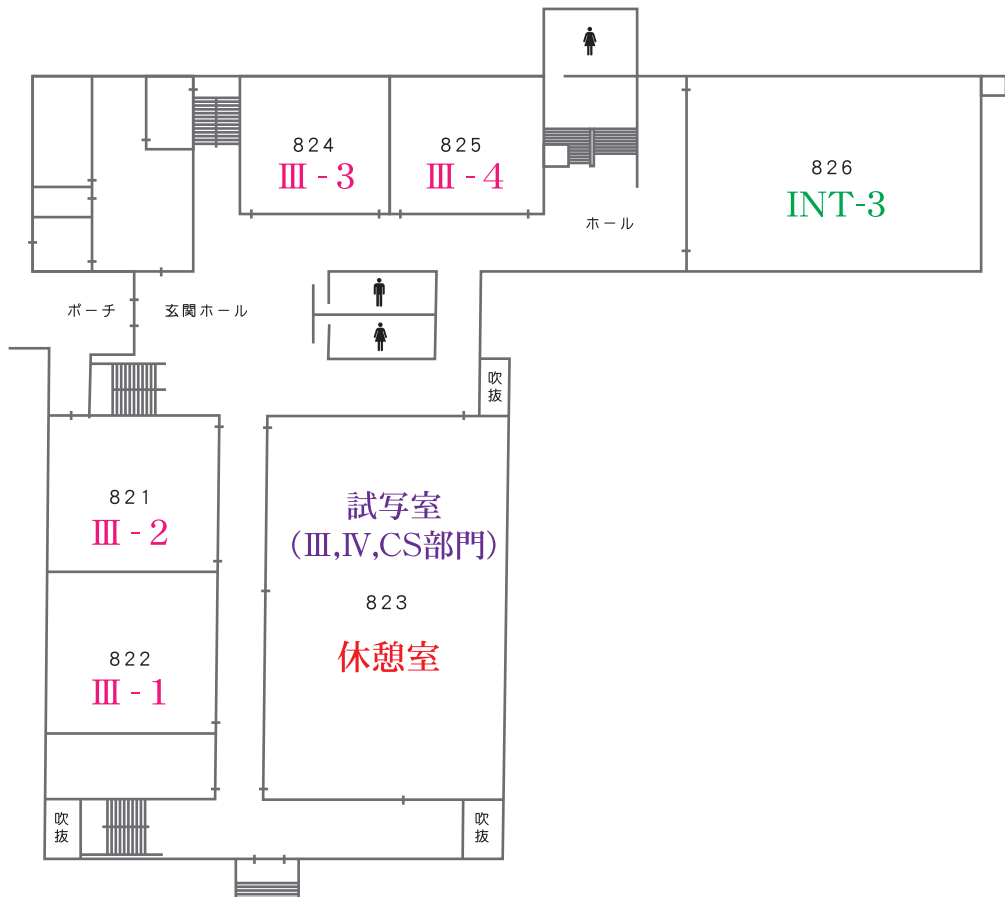 824
Ⅲ-3
825
Ⅲ-4
826
INT-3
ホール
ポーチ
玄関ホール
吹
抜
821
Ⅲ-2
試写室
(Ⅲ,Ⅳ,CS部門)
823
休憩室
822
Ⅲ-1
吹
抜
吹
抜